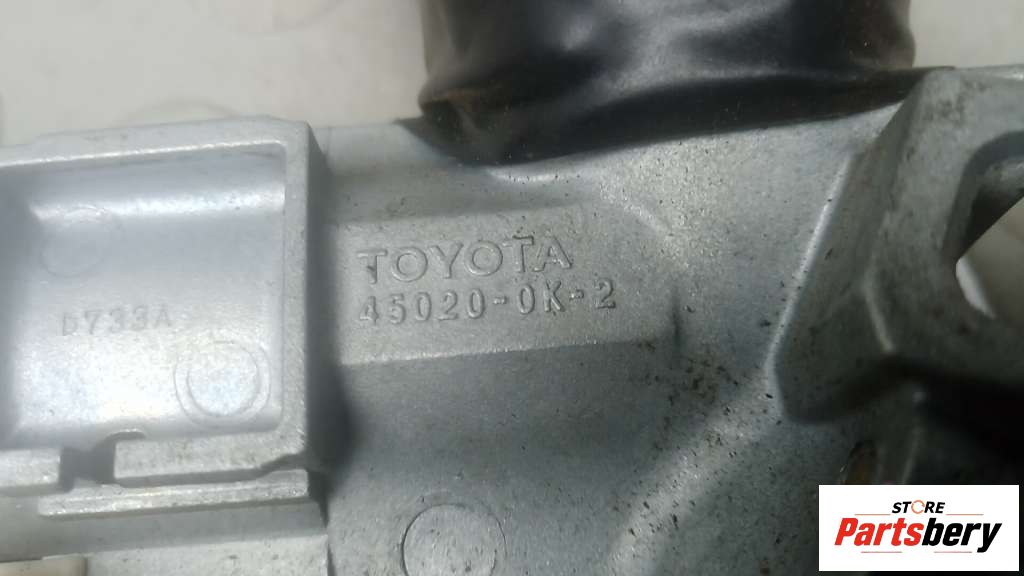 TOYOTA
45020-0K-2
D733A
STORE
Partsbery